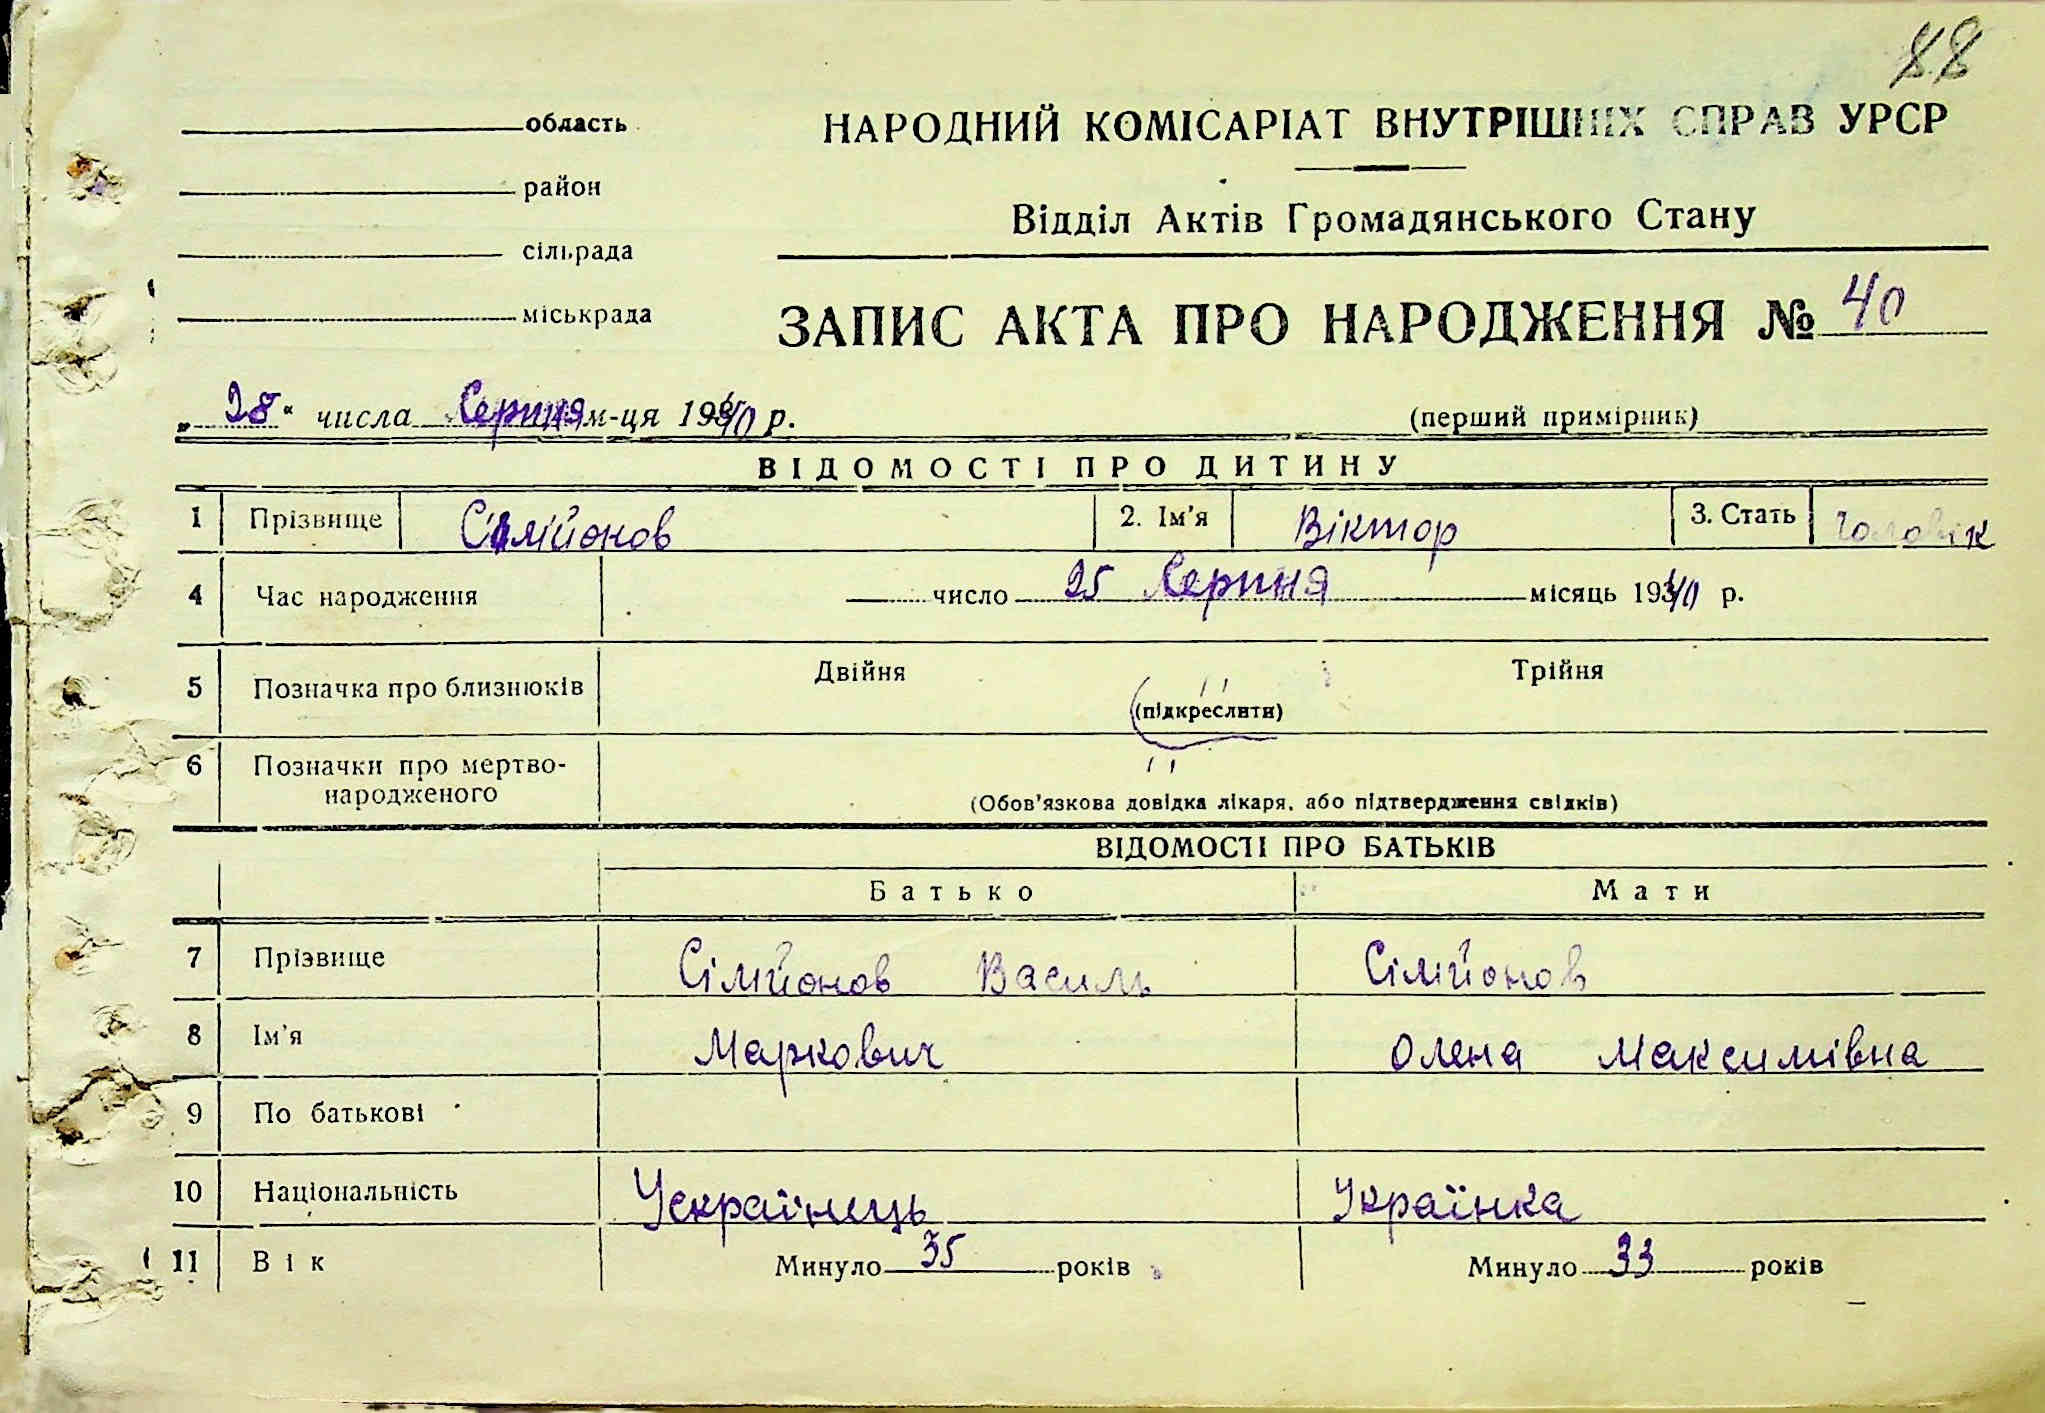 88
область
район
сільрада
міськрада
НАРОДНИЙ КОМІСАРІАТ ВНУТРІШНІХ СПРАВ УРСР
Відділ Актів Громадянського Стану
ЗАПИС АКТА ПРО НАРОДЖЕННЯ № 40
„28“ числа Серпня м-ця 1940 р. (перший примірник)
ВІДОМОСТІ ПРО ДИТИНУ
1 Прізвище Сімійонов 2. Ім'я Віктор 3. Стать Чоловік
4 Час народження число 25 Серпня місяць 1940 р.
5 Позначка про близнюків Двійня (підкреслити) Трійня
6 Позначки про мертво-
народженого (Обов'язкова довідка лікаря, або підтвердження свідків)
ВІДОМОСТІ ПРО БАТЬКІВ
Батько Мати
7 Прізвище Сімійонов Василь Сімійонов
8 Ім'я Маркович Олена Максимівна
9 По батькові
10 Національність Українець Українка
11 Вік Минуло 35 років Минуло 33 років